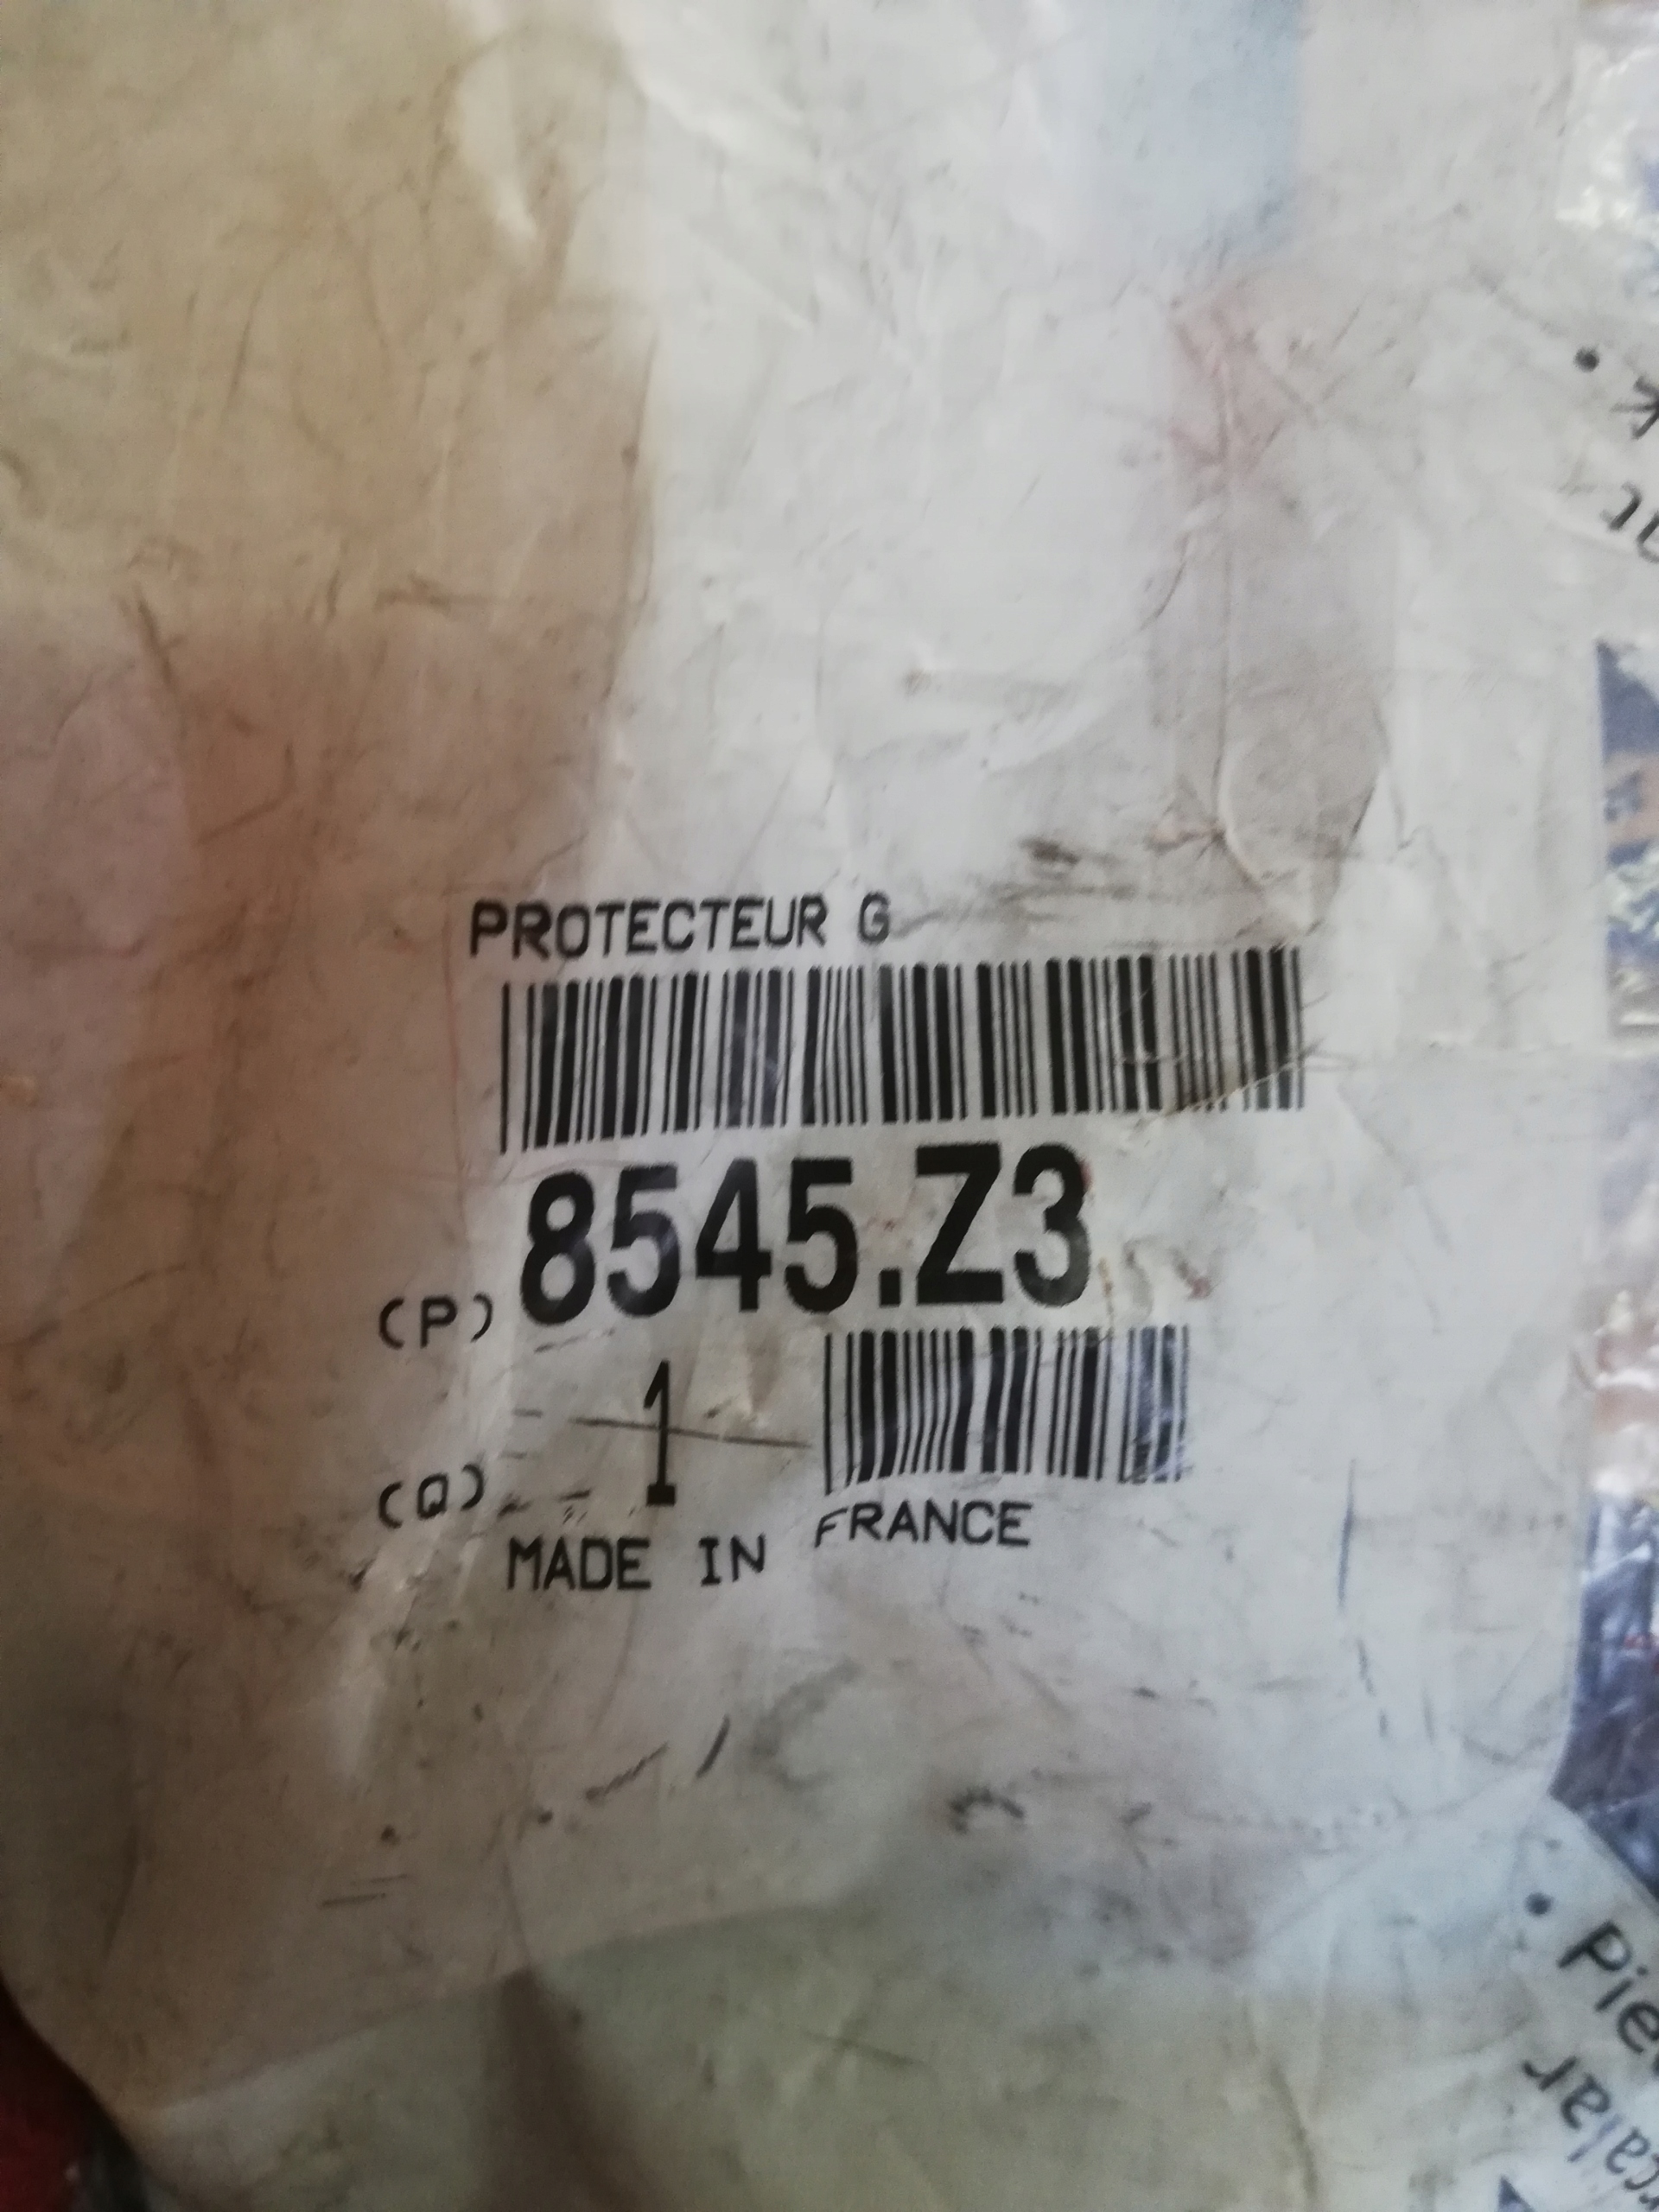 PROTECTEUR G
(P) 8545.Z3
(Q) 1
MADE IN FRANCE